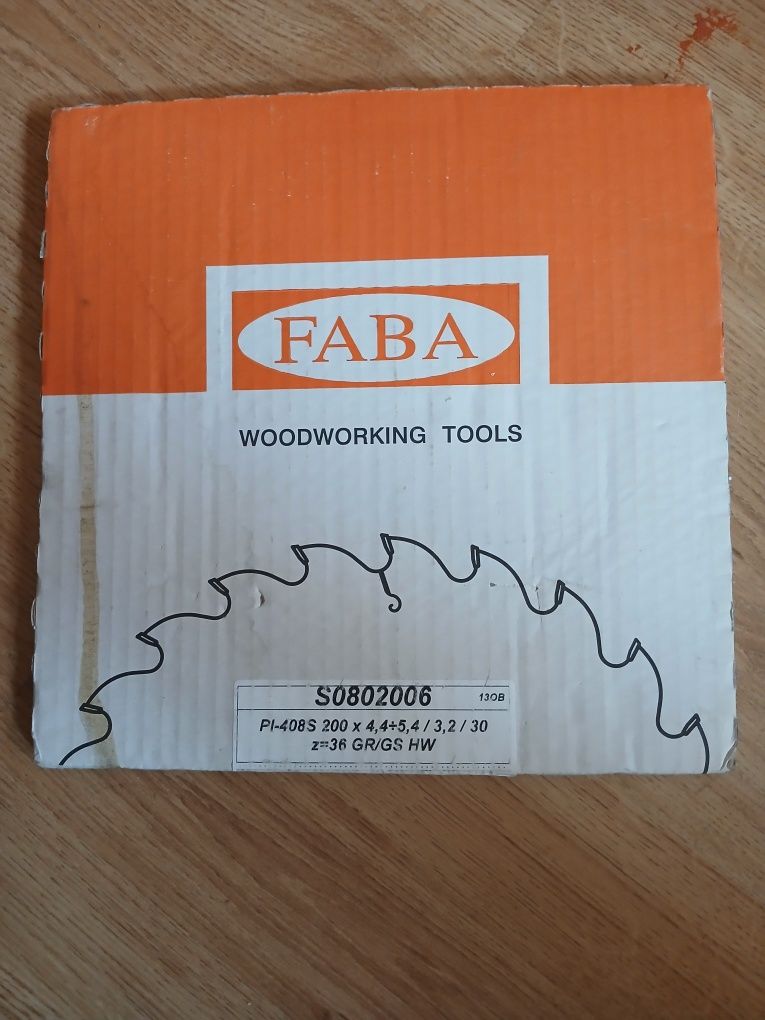 FABA
WOODWORKING TOOLS
S0802006 13OB
PI-408S 200 x 4,4÷5,4 / 3,2 / 30
z=36 GR/GS HW